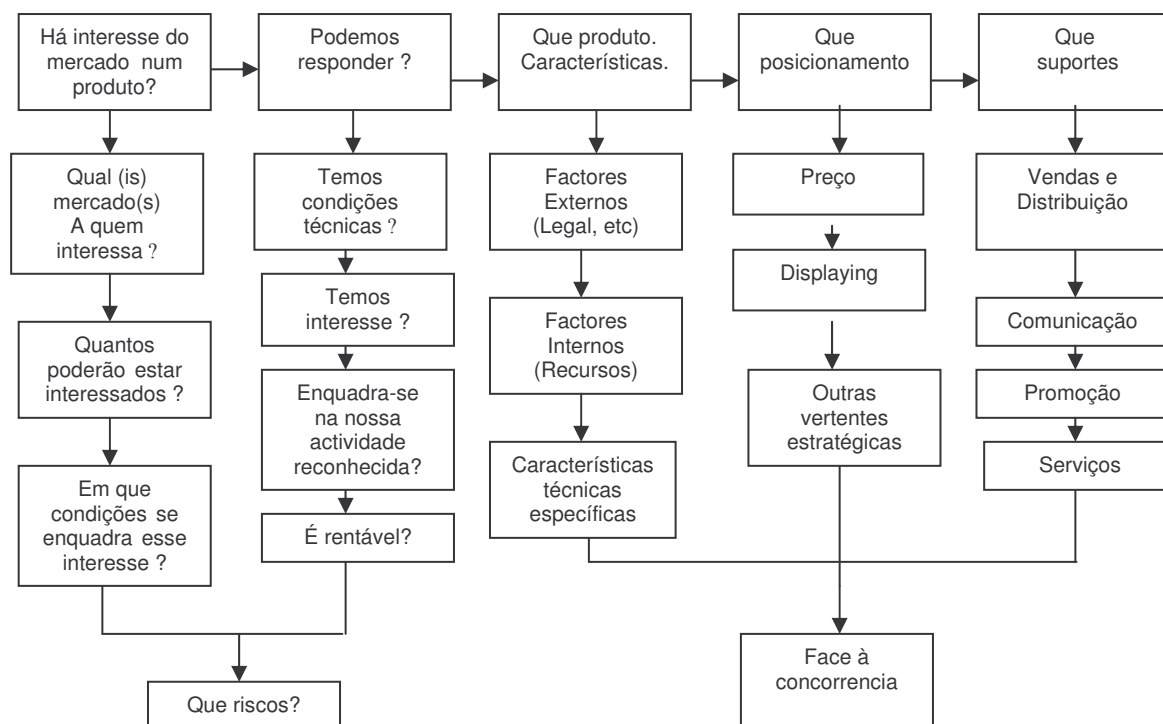 Há interesse do
mercado num
produto?
Podemos
responder ?
Que produto.
Características.
Que
posicionamento
Que
suportes
Qual (is)
mercado(s)
A quem
interessa ?
Quantos
poderão estar
interessados ?
Em que
condições se
enquadra esse
interesse ?
Temos
condições
técnicas ?
Temos
interesse ?
Enquadra-se
na nossa
actividade
reconhecida?
É rentável?
Que riscos?
Factores
Externos
(Legal, etc)
Factores
Internos
(Recursos)
Características
técnicas
específicas
Preço
Displaying
Outras
vertentes
estratégicas
Vendas e
Distribuição
Comunicação
Promoção
Serviços
Face à
concorrencia